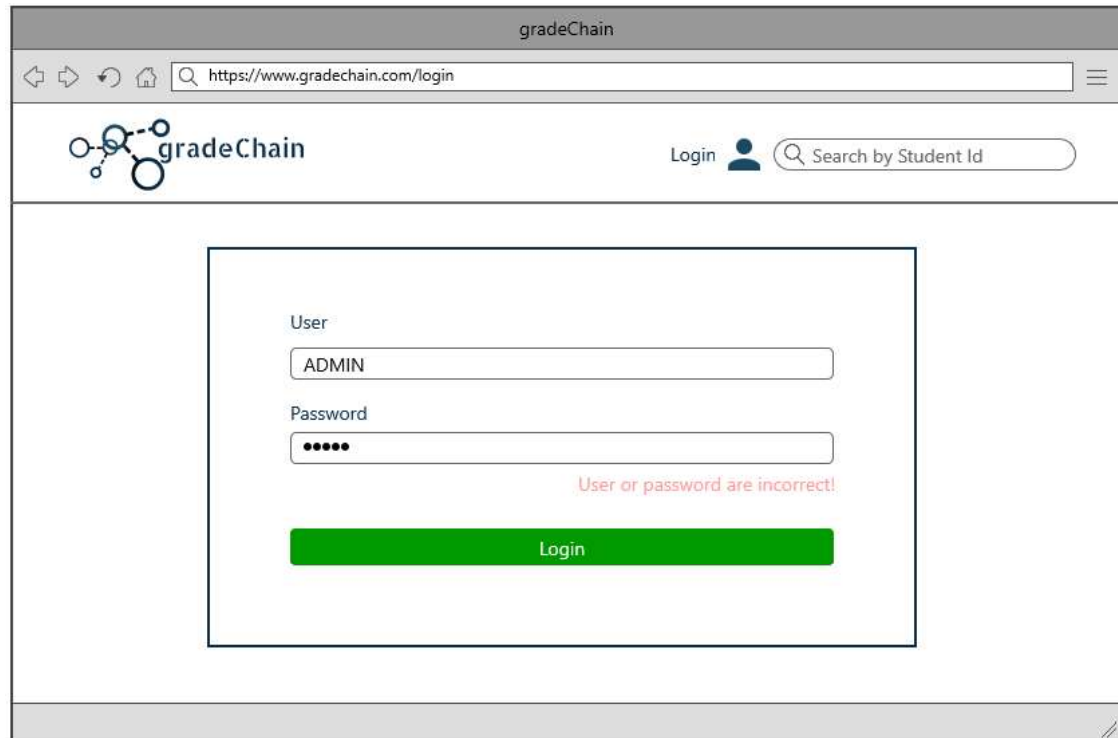 gradeChain
https://www.gradechain.com/login
gradeChain
Login
Search by Student Id
User
ADMIN
Password
•••••
User or password are incorrect!
Login